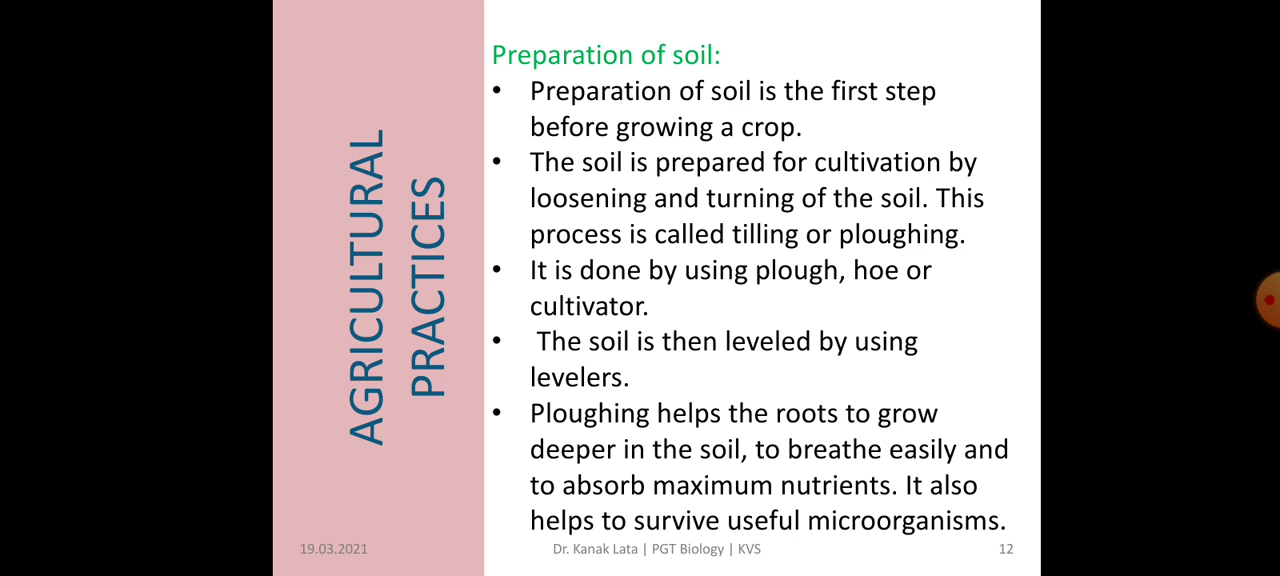 AGRICULTURAL
PRACTICES
Preparation of soil:
• Preparation of soil is the first step
before growing a crop.
• The soil is prepared for cultivation by
loosening and turning of the soil. This
process is called tilling or ploughing.
• It is done by using plough, hoe or
cultivator.
• The soil is then leveled by using
levelers.
• Ploughing helps the roots to grow
deeper in the soil, to breathe easily and
to absorb maximum nutrients. It also
helps to survive useful microorganisms.
19.03.2021
Dr. Kanak Lata | PGT Biology | KVS
12